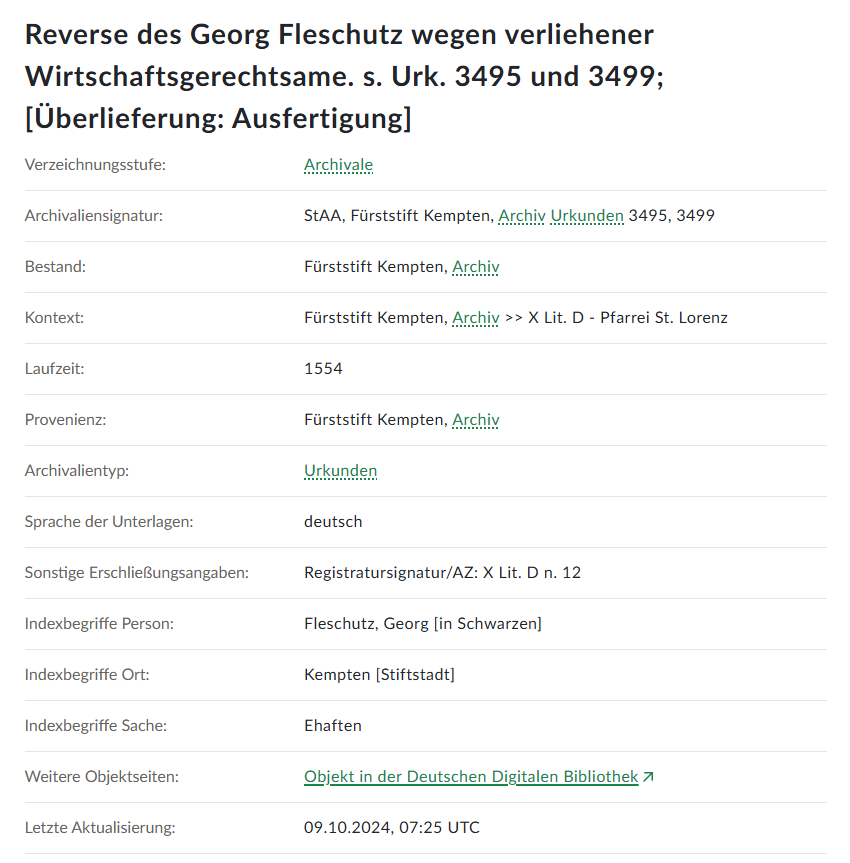 Reverse des Georg Fleschutz wegen verliehener
Wirtschaftsgerechtsame. s. Urk. 3495 und 3499;
[Überlieferung: Ausfertigung]
Verzeichnungsstufe: Archivale
Archivaliensignatur: StAA, Fürststift Kempten, Archiv Urkunden 3495, 3499
Bestand: Fürststift Kempten, Archiv
Kontext: Fürststift Kempten, Archiv >> X Lit. D - Pfarrei St. Lorenz
Laufzeit: 1554
Provenienz: Fürststift Kempten, Archiv
Archivalientyp: Urkunden
Sprache der Unterlagen: deutsch
Sonstige Erschließungsangaben: Registratursignatur/AZ: X Lit. D n. 12
Indexbegriffe Person: Fleschutz, Georg [in Schwarzen]
Indexbegriffe Ort: Kempten [Stiftstadt]
Indexbegriffe Sache: Ehaften
Weitere Objektseiten: Objekt in der Deutschen Digitalen Bibliothek
Letzte Aktualisierung: 09.10.2024, 07:25 UTC